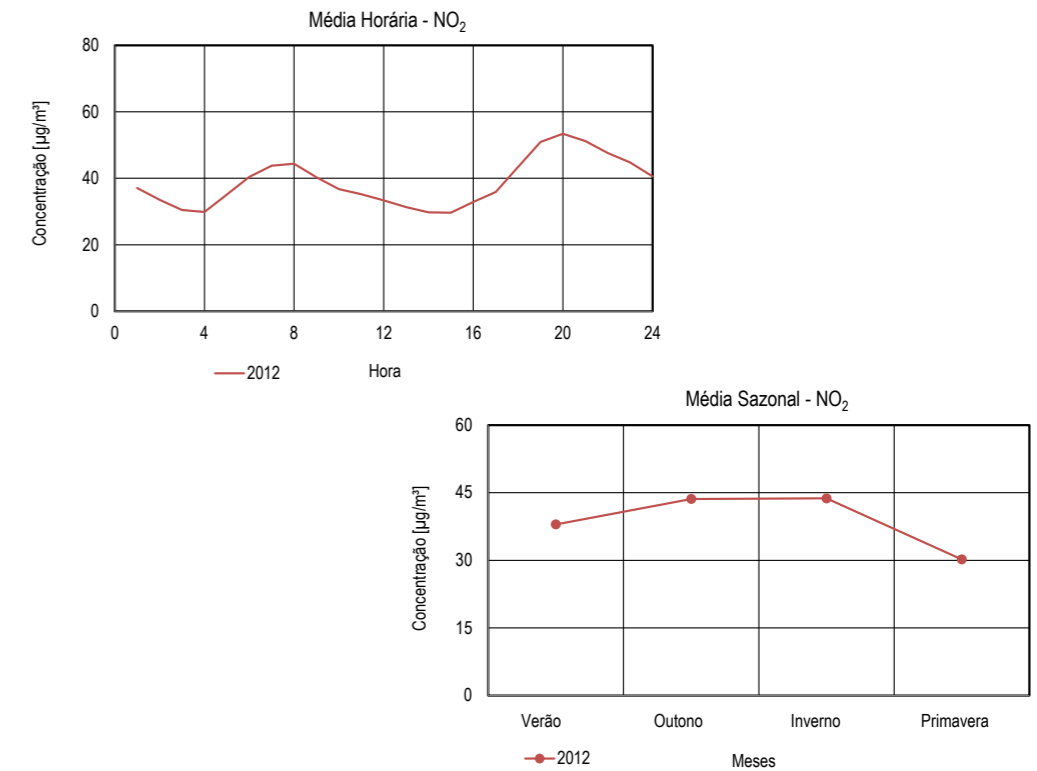 Média Horária - NO₂
80
60
40
20
0
Concentração [µg/m³]
0 4 8 12 16 20 24
2012
Hora
Média Sazonal - NO₂
60
45
30
15
0
Concentração [µg/m³]
Verão Outono Inverno Primavera
2012
Meses